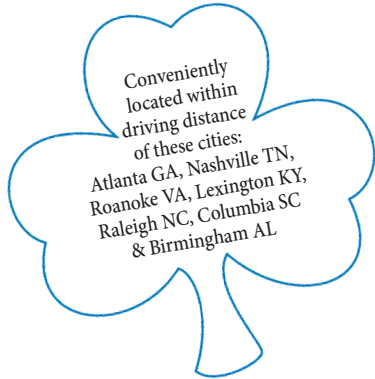 Conveniently
located within
driving distance
of these cities:
Atlanta GA, Nashville TN,
Roanoke VA, Lexington KY,
Raleigh NC, Columbia SC
& Birmingham AL